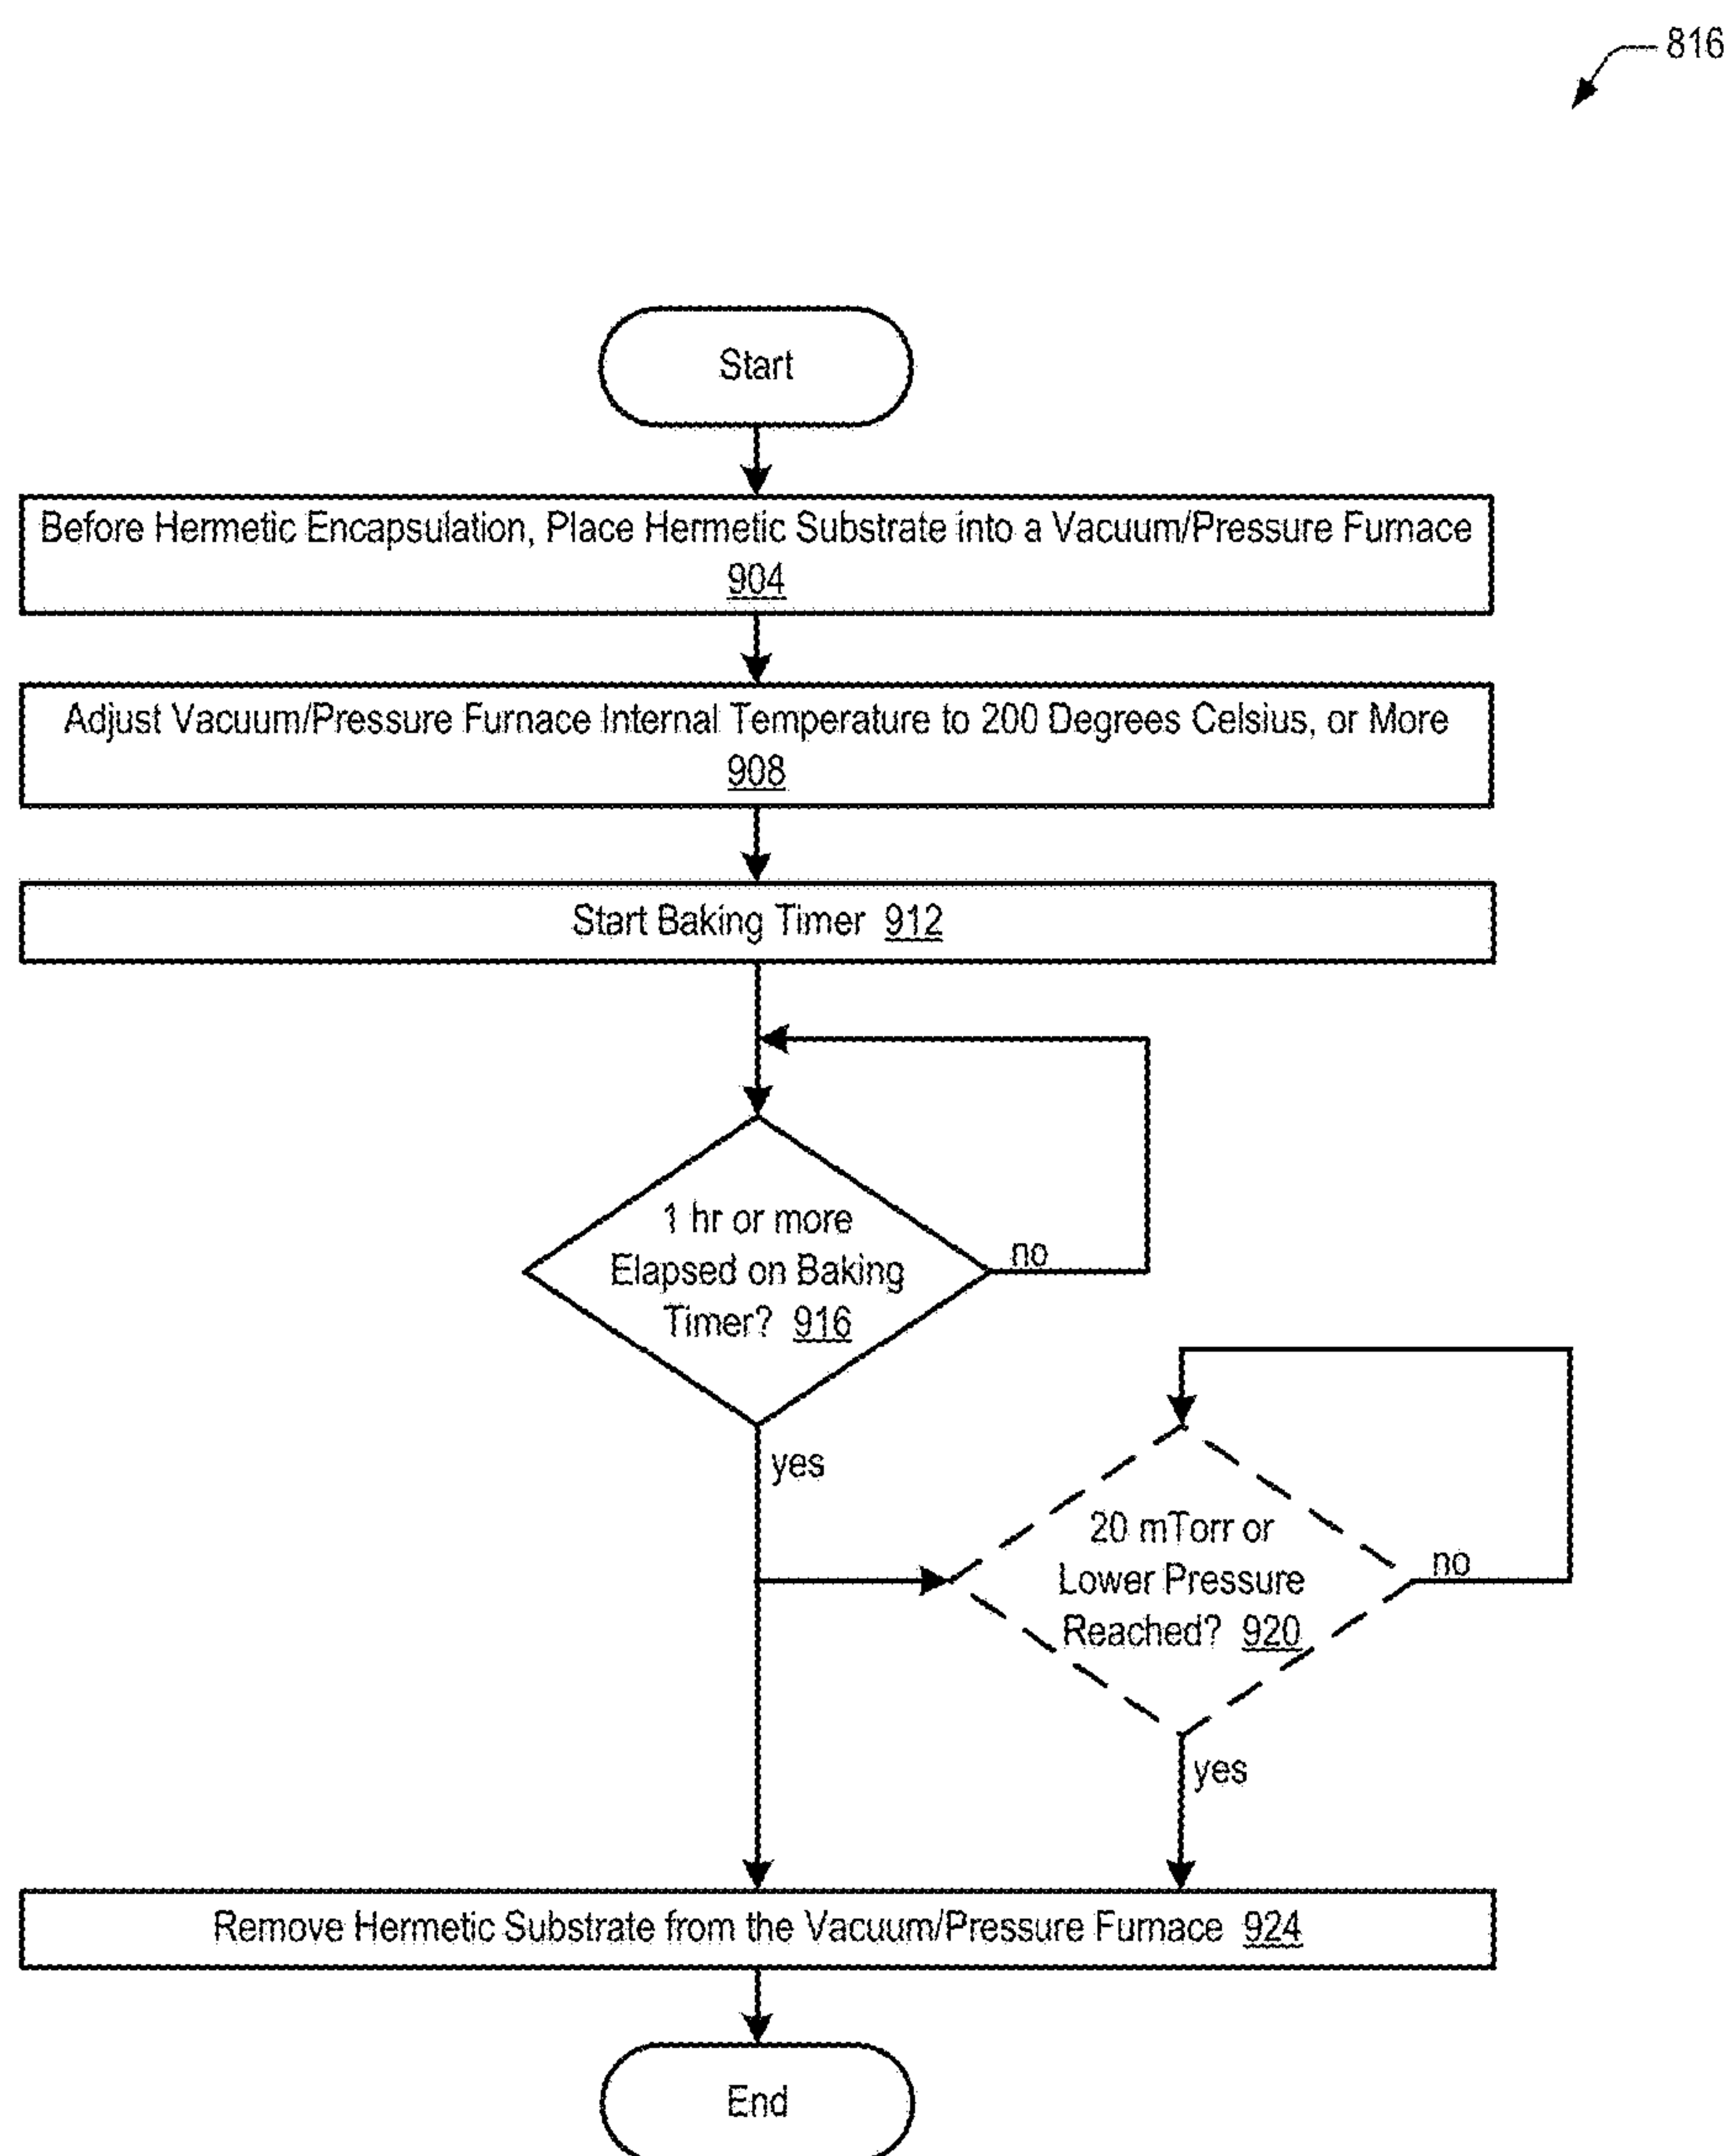 816
Start
Before Hermetic Encapsulation, Place Hermetic Substrate into a Vacuum/Pressure Furnace
904
Adjust Vacuum/Pressure Furnace Internal Temperature to 200 Degrees Celsius, or More
908
Start Baking Timer 912
1 hr or more
Elapsed on Baking
Timer? 916
no
yes
20 mTorr or
Lower Pressure
Reached? 920
no
yes
Remove Hermetic Substrate from the Vacuum/Pressure Furnace 924
End